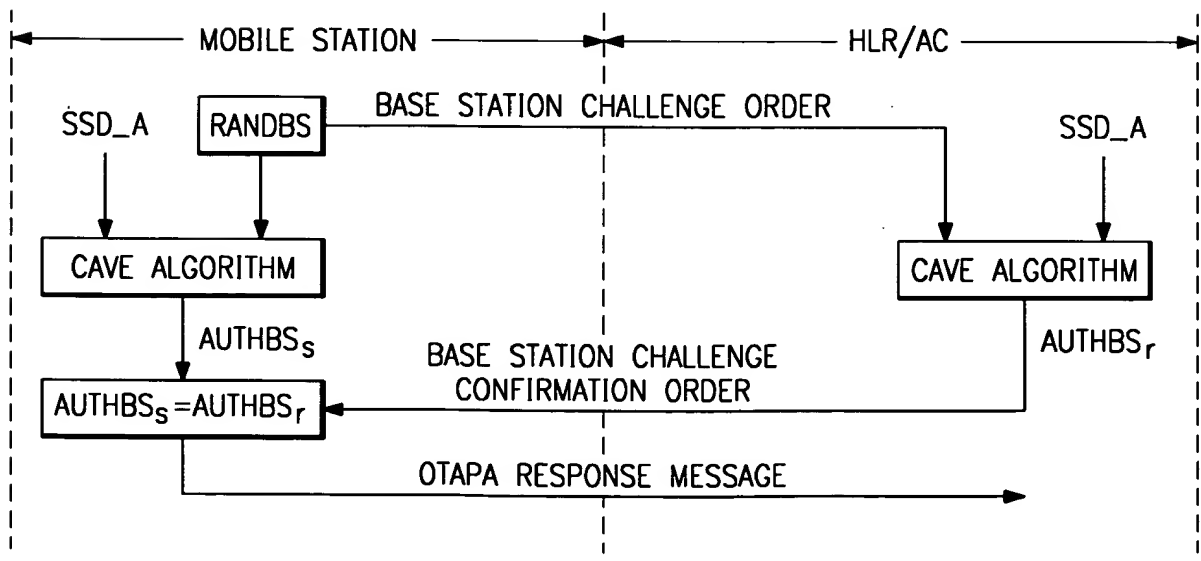 MOBILE STATION
HLR/AC
SSD_A
RANDBS
BASE STATION CHALLENGE ORDER
SSD_A
CAVE ALGORITHM
CAVE ALGORITHM
AUTHBSs
BASE STATION CHALLENGE
CONFIRMATION ORDER
AUTHBSr
AUTHBSs=AUTHBSr
OTAPA RESPONSE MESSAGE